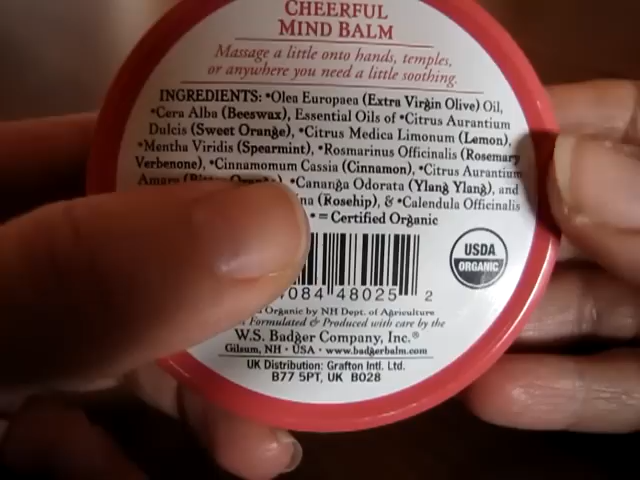 CHEERFUL
MIND BALM
Massage a little onto hands, temples,
or anywhere you need a little soothing.
INGREDIENTS: *Olea Europaea (Extra Virgin Olive) Oil,
*Cera Alba (Beeswax), Essential Oils of *Citrus Aurantium
Dulcis (Sweet Orange), *Citrus Medica Limonum (Lemon),
*Mentha Viridis (Spearmint), *Rosmarinus Officinalis (Rosemary
Verbenone), *Cinnamomum Cassia (Cinnamon), *Citrus Aurantium
Amara (Bitter Orange), *Cananga Odorata (Ylang Ylang), and
(Rosehip), & *Calendula Officinalis
* = Certified Organic
084 48025 2
USDA
ORGANIC
Organic by NH Dept. of Agriculture
Formulated & Produced with care by the
W.S. Badger Company, Inc.®
Gilsum, NH • USA • www.badgerbalm.com
UK Distribution: Grafton Intl. Ltd.
B77 5PT, UK B028